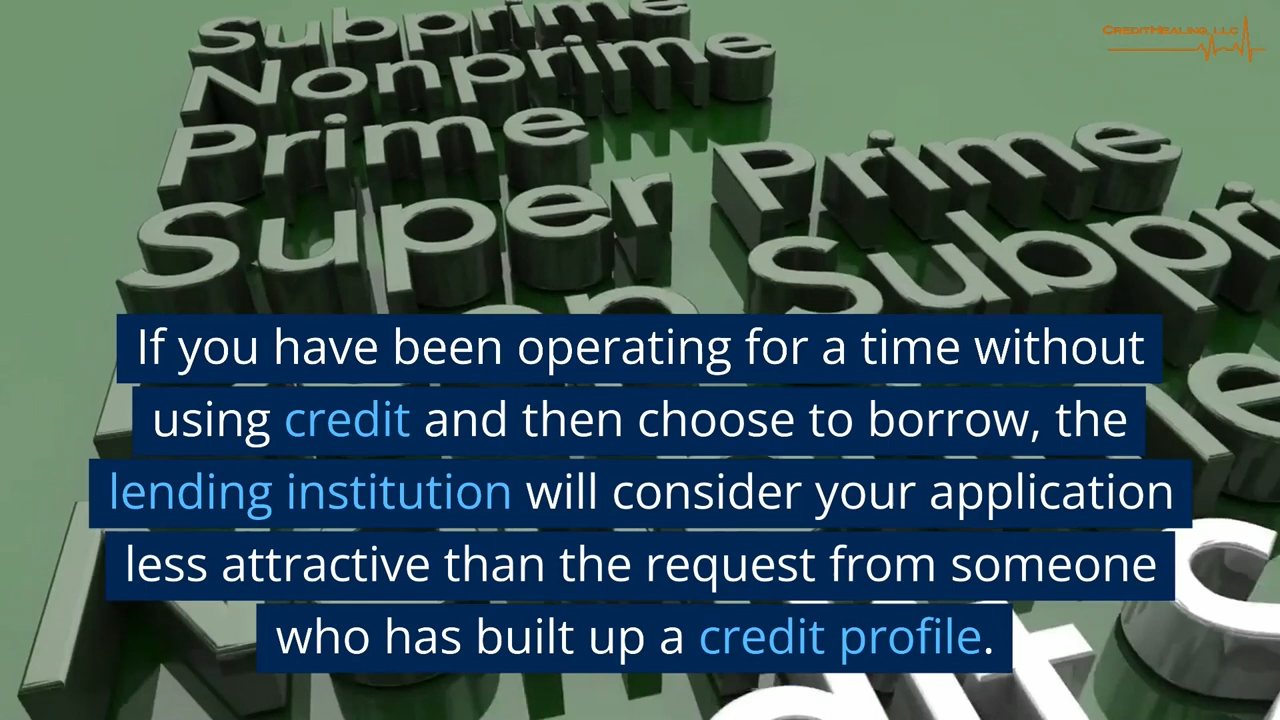 Subprime
CREDITHEALING, LLC
Nonprime
Prime
Super Prime
Subpri
If you have been operating for a time without
using credit and then choose to borrow, the
lending institution will consider your application
less attractive than the request from someone
who has built up a credit profile.